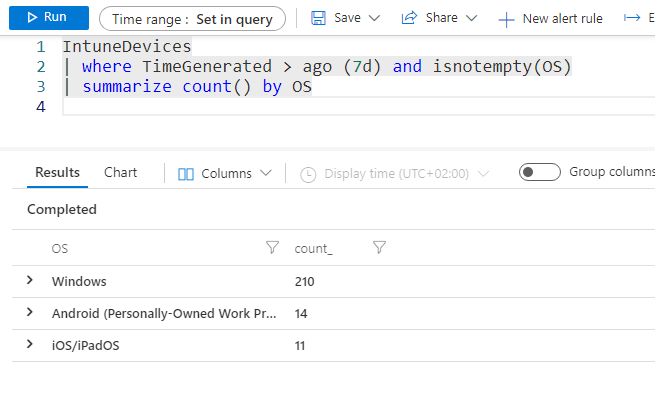 Run Time range : Set in query Save Share New alert rule E
1 IntuneDevices
2 | where TimeGenerated > ago (7d) and isnotempty(OS)
3 | summarize count() by OS
4
Results Chart Columns Display time (UTC+02:00) Group columns
Completed
OS count_
Windows 210
Android (Personally-Owned Work Pr... 14
iOS/iPadOS 11